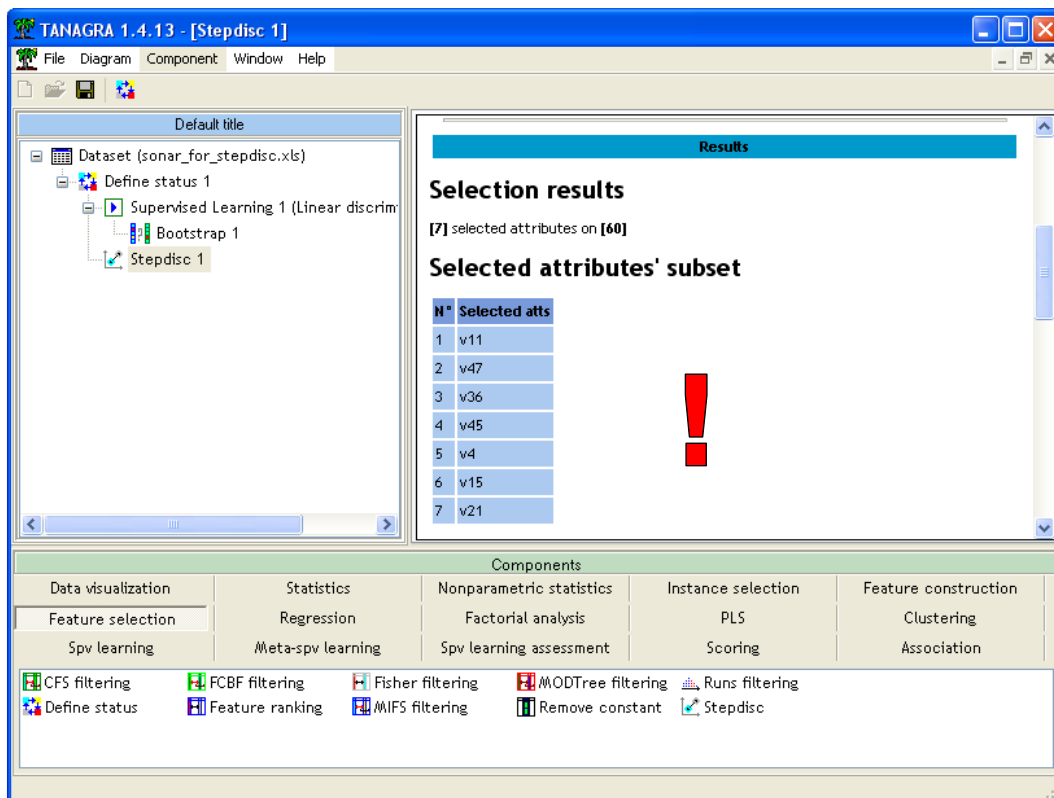 TANAGRA 1.4.13 - [Stepdisc 1]
File Diagram Component Window Help
Default title
Dataset (sonar_for_stepdisc.xls)
Define status 1
Supervised Learning 1 (Linear discrim
Bootstrap 1
Stepdisc 1
Results
Selection results
[7] selected attributes on [60]
Selected attributes' subset
N° Selected atts
1 v11
2 v47
3 v36
4 v45
5 v4
6 v15
7 v21
!
Components
Data visualization Statistics Nonparametric statistics Instance selection Feature construction
Feature selection Regression Factorial analysis PLS Clustering
Spv learning Meta-spv learning Spv learning assessment Scoring Association
CFS filtering FCBF filtering Fisher filtering MODTree filtering Runs filtering
Define status Feature ranking MIFS filtering Remove constant Stepdisc